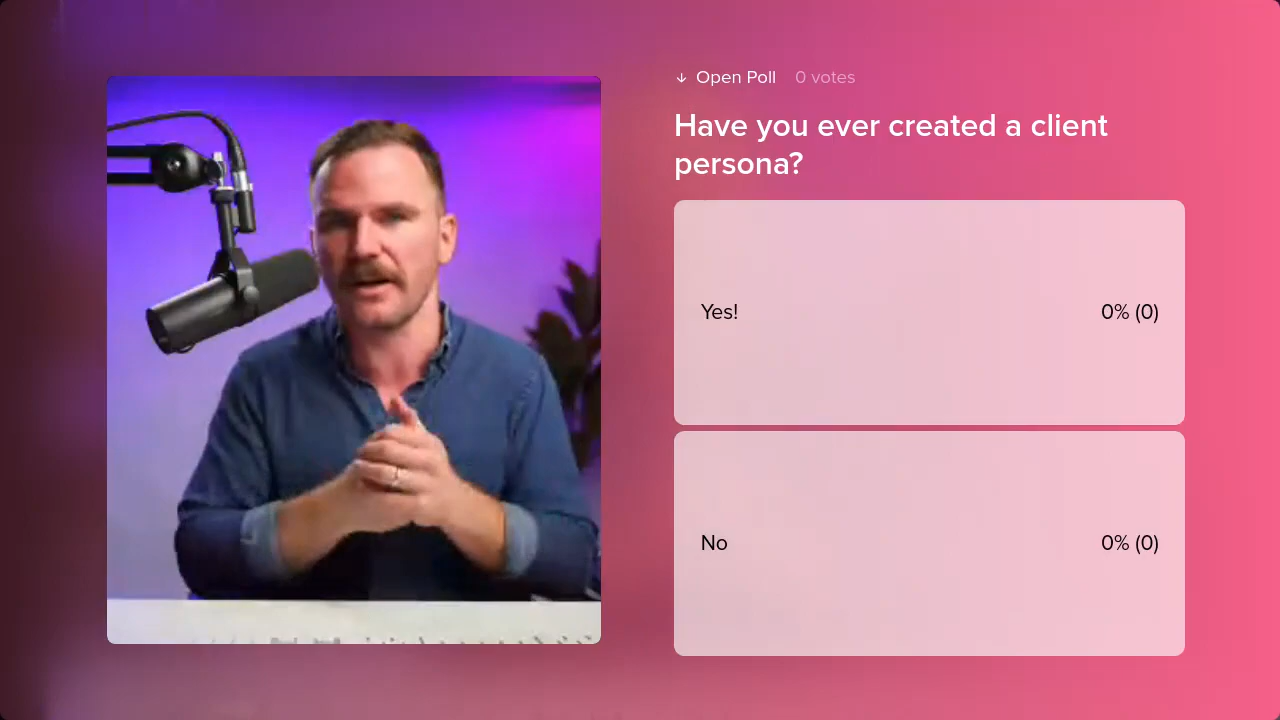 Open Poll 0 votes
Have you ever created a client
persona?
Yes! 0% (0)
No 0% (0)